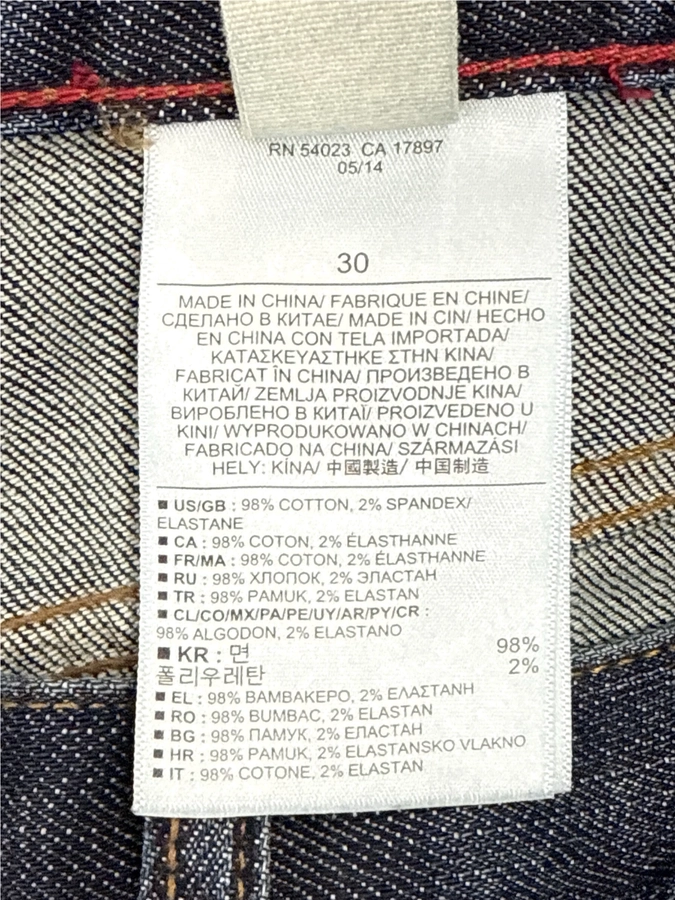 RN 54023 CA 17897
05/14
30
MADE IN CHINA/ FABRIQUE EN CHINE/
СДЕЛАНО В КИТАЕ/ MADE IN CIN/ HECHO
EN CHINA CON TELA IMPORTADA/
ΚΑΤΑΣΚΕΥΑΣΤΗΚΕ ΣΤΗΝ ΚΙΝΑ/
FABRICAT ÎN CHINA/ ПРОИЗВЕДЕНО В
КИТАЙ/ ZEMLJA PROIZVODNJE KINA/
ВИРОБЛЕНО В КИТАЇ/ PROIZVEDENO U
KINI/ WYPRODUKOWANO W CHINACH/
FABRICADO NA CHINA/ SZÁRMAZÁSI
HELY: KÍNA/ 中國製造/ 中国制造
■ US/GB : 98% COTTON, 2% SPANDEX/
ELASTANE
■ CA : 98% COTON, 2% ÉLASTHANNE
■ FR/MA : 98% COTON, 2% ÉLASTHANNE
■ RU : 98% ХЛОПОК, 2% ЭЛАСТАН
■ TR : 98% PAMUK, 2% ELASTAN
■ CL/CO/MX/PA/PE/UY/AR/PY/CR :
98% ALGODON, 2% ELASTANO
■ KR : 면 98%
폴리우레탄 2%
■ EL : 98% ΒΑΜΒΑΚΕΡΟ, 2% ΕΛΑΣΤΑΝΗ
■ RO : 98% BUMBAC, 2% ELASTAN
■ BG : 98% ПАМУК, 2% ЕЛАСТАН
■ HR : 98% PAMUK, 2% ELASTANSKO VLAKNO
■ IT : 98% COTONE, 2% ELASTAN